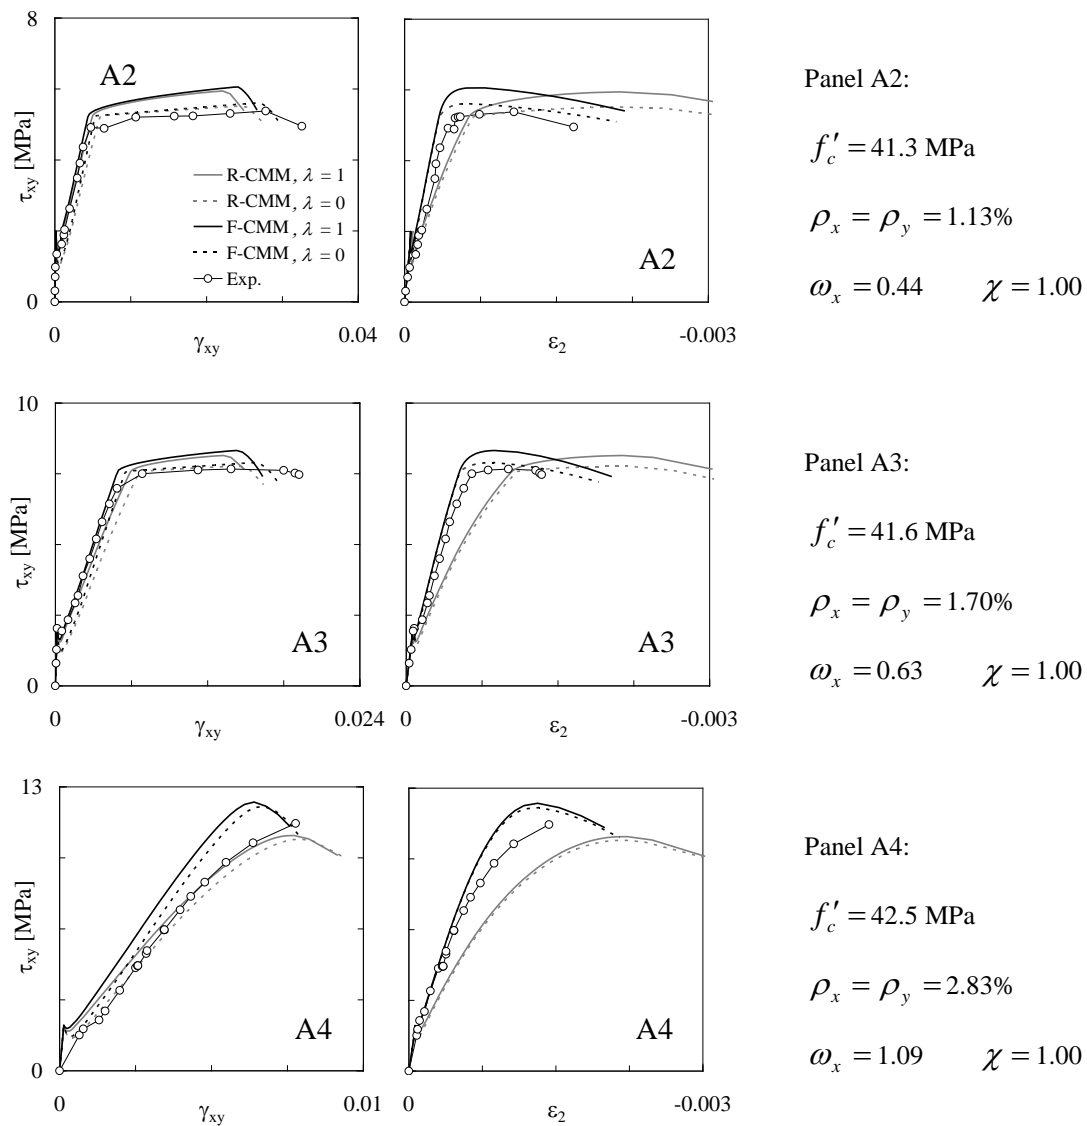 8
A2
τxy [MPa]
R-CMM, λ = 1
R-CMM, λ = 0
F-CMM, λ = 1
F-CMM, λ = 0
Exp.
0
0
γxy
0.04
A2
0
ε2
-0.003
Panel A2:
f′c = 41.3 MPa
ρx = ρy = 1.13%
ωx = 0.44 χ = 1.00
10
τxy [MPa]
A3
0
0
γxy
0.024
A3
0
ε2
-0.003
Panel A3:
f′c = 41.6 MPa
ρx = ρy = 1.70%
ωx = 0.63 χ = 1.00
13
τxy [MPa]
A4
0
0
γxy
0.01
A4
0
ε2
-0.003
Panel A4:
f′c = 42.5 MPa
ρx = ρy = 2.83%
ωx = 1.09 χ = 1.00